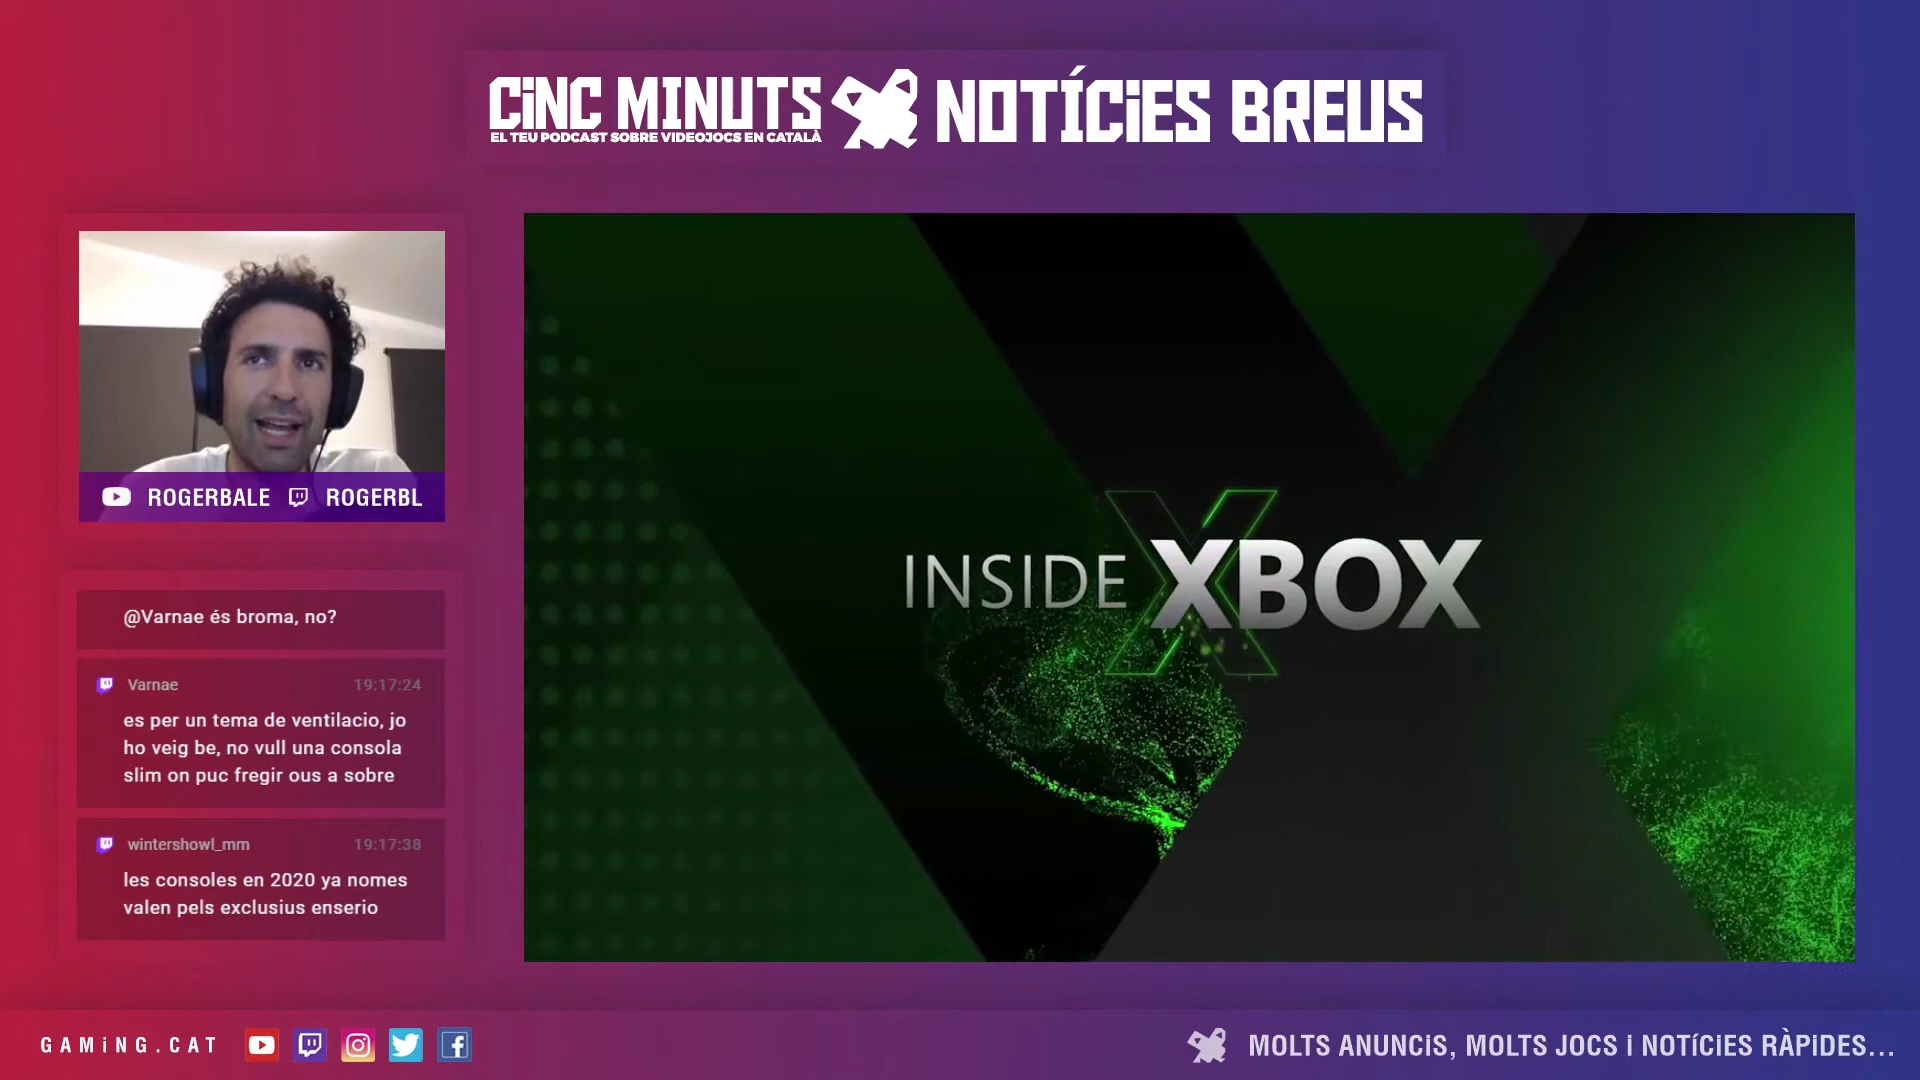 CiNC MINUTS
EL TEU PODCAST SOBRE VIDEOJOCS EN CATALÀ
NOTÍCiES BREUS
ROGERBALE
ROGERBL
@Varnae és broma, no?
Varnae 19:17:24
es per un tema de ventilacio, jo
ho veig be, no vull una consola
slim on puc fregir ous a sobre
wintershowl_mm 19:17:38
les consoles en 2020 ya nomes
valen pels exclusius enserio
INSIDE XBOX
GAMiNG.CAT
MOLTS ANUNCiS, MOLTS JOCS i NOTíCiES RÀPiDES...